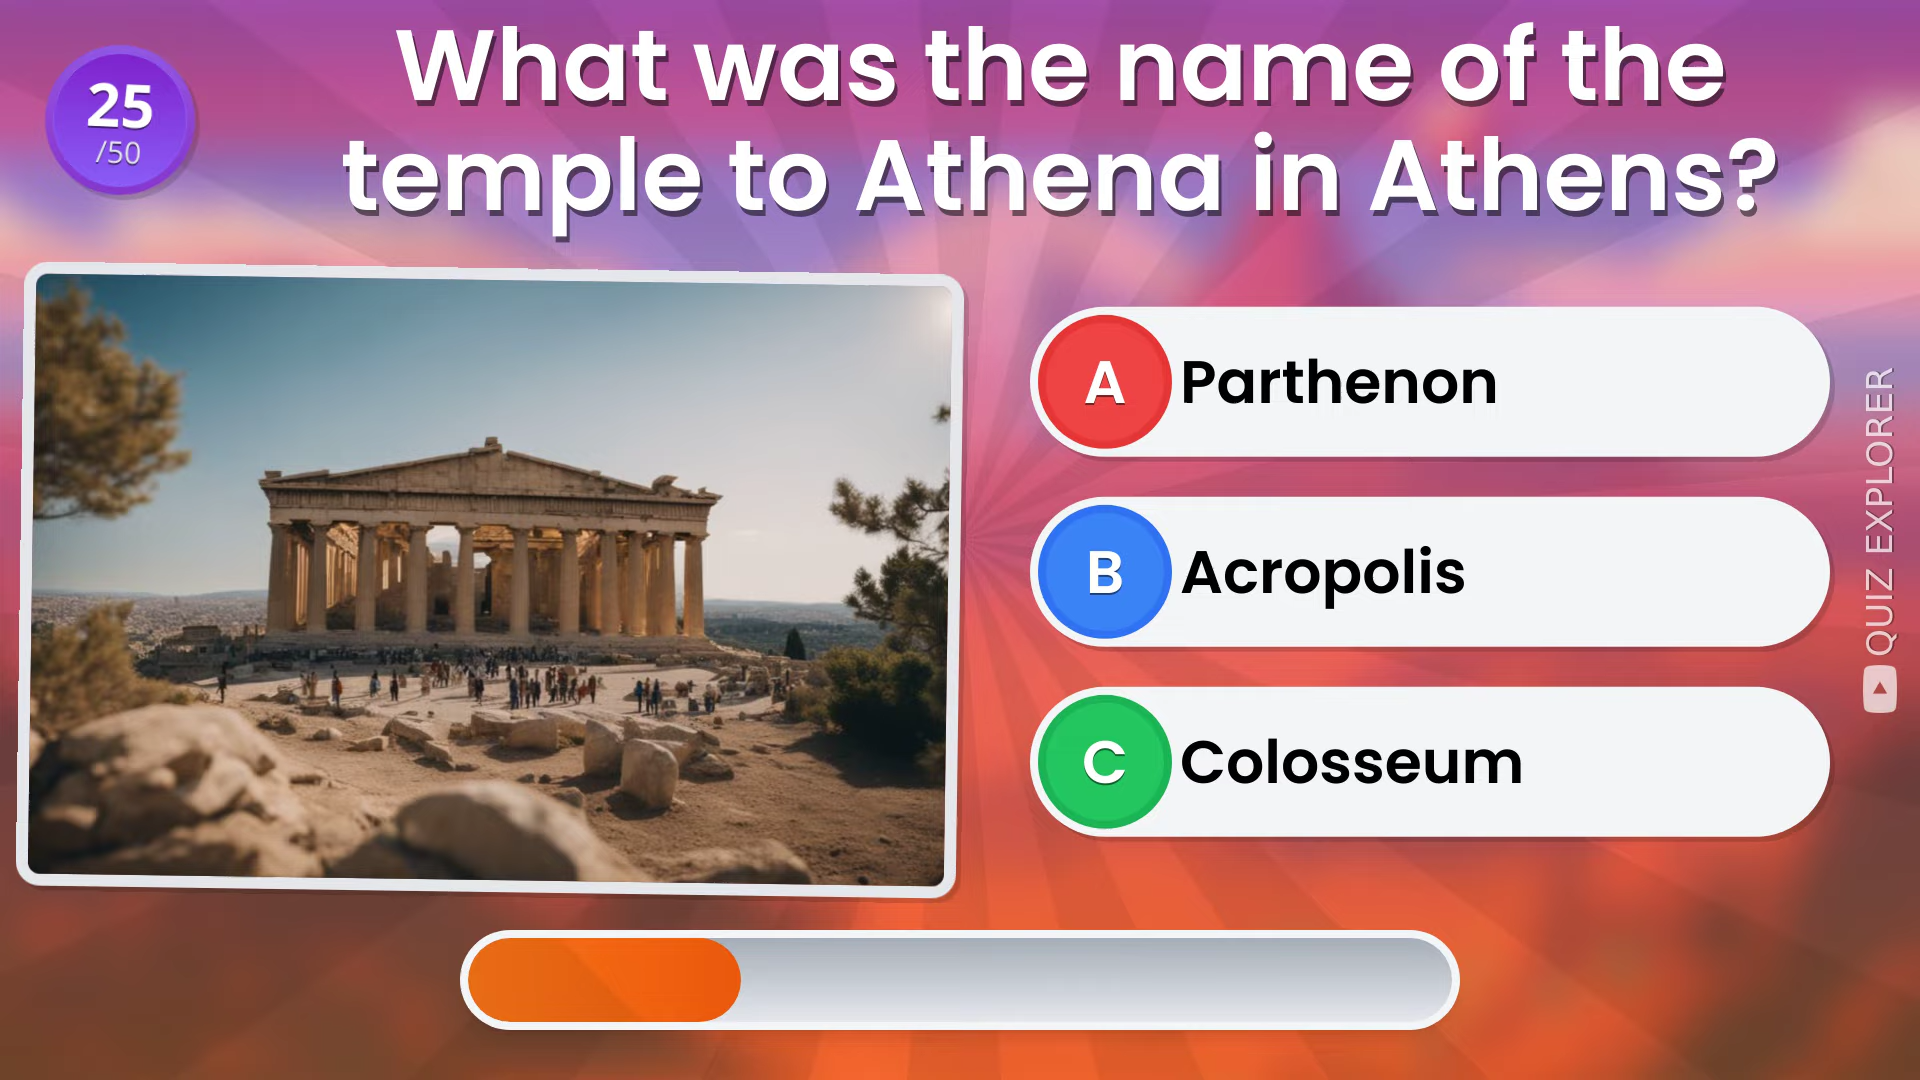 25
/50
What was the name of the
temple to Athena in Athens?
A Parthenon
B Acropolis
C Colosseum
QUIZ EXPLORER